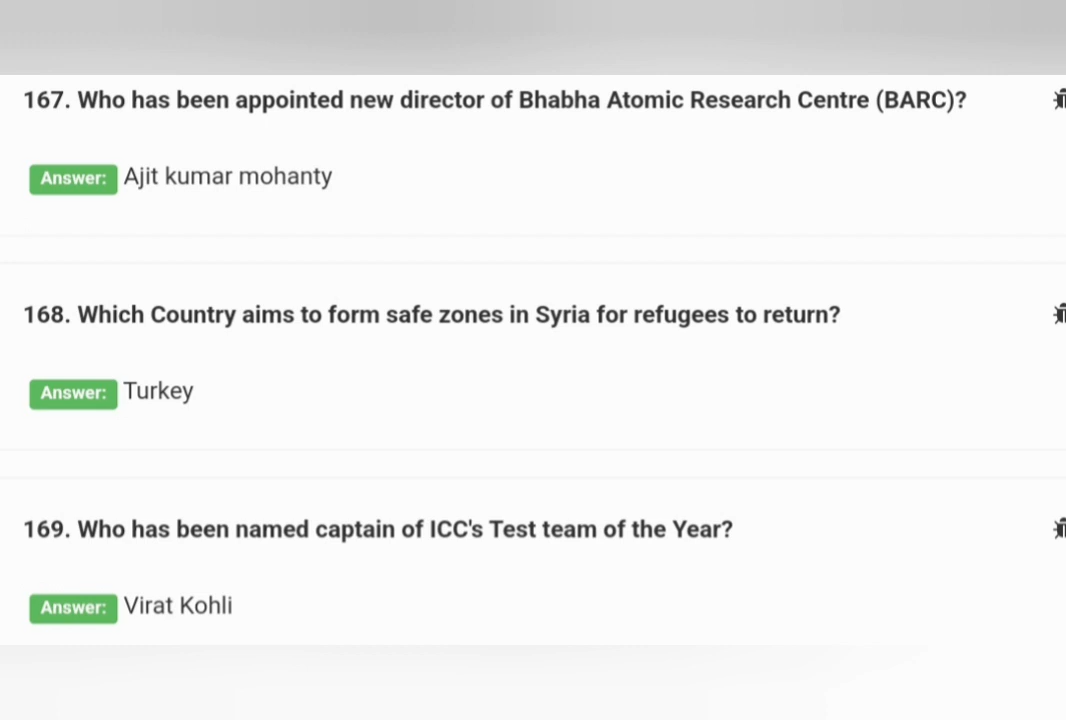 167. Who has been appointed new director of Bhabha Atomic Research Centre (BARC)?
Answer: Ajit kumar mohanty
168. Which Country aims to form safe zones in Syria for refugees to return?
Answer: Turkey
169. Who has been named captain of ICC's Test team of the Year?
Answer: Virat Kohli